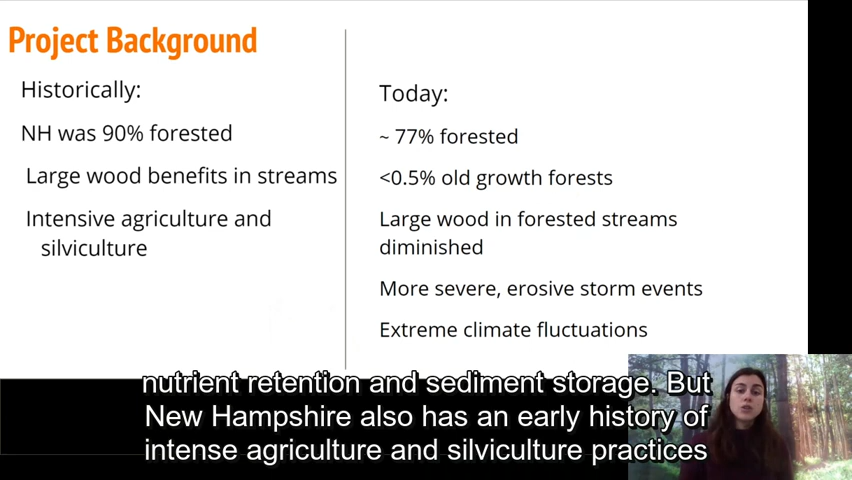 Project Background
Historically:
NH was 90% forested
Large wood benefits in streams
Intensive agriculture and
silviculture
Today:
~ 77% forested
<0.5% old growth forests
Large wood in forested streams
diminished
More severe, erosive storm events
Extreme climate fluctuations
nutrient retention and sediment storage. But
New Hampshire also has an early history of
intense agriculture and silviculture practices